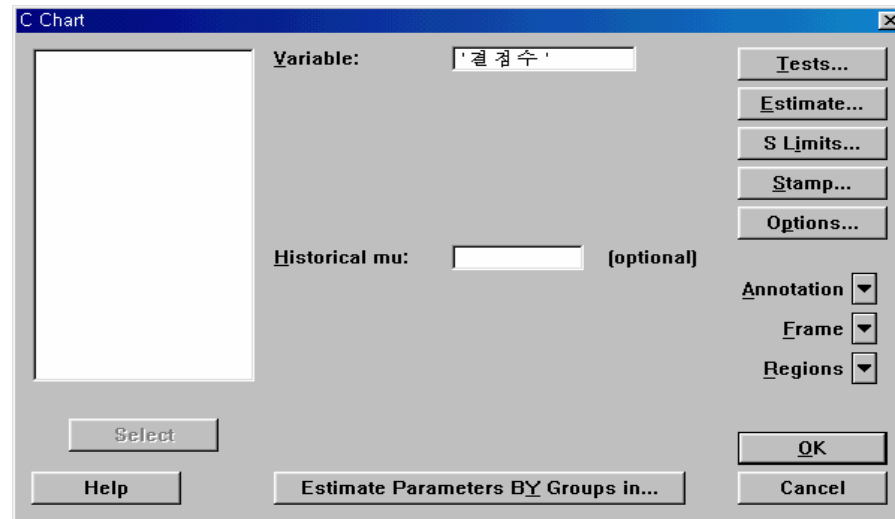 C Chart
Variable: '결점수'
Tests...
Estimate...
S Limits...
Stamp...
Options...
Historical mu: (optional)
Annotation
Frame
Regions
Select
OK
Help
Estimate Parameters BY Groups in...
Cancel